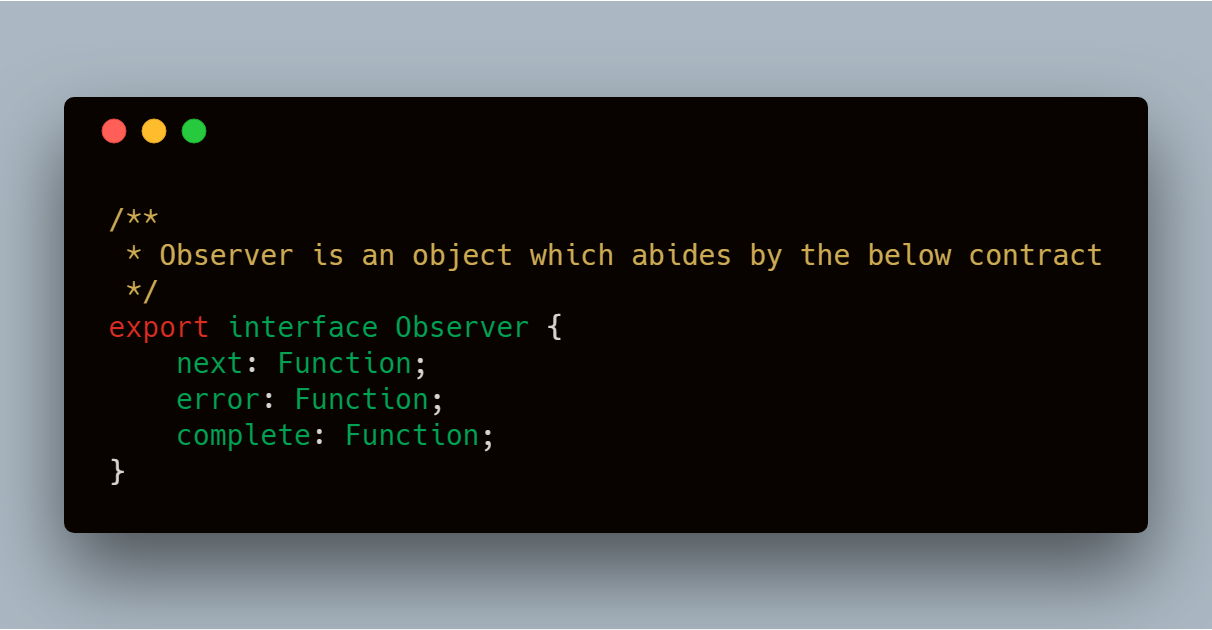 /**
 * Observer is an object which abides by the below contract
 */
export interface Observer {
    next: Function;
    error: Function;
    complete: Function;
}